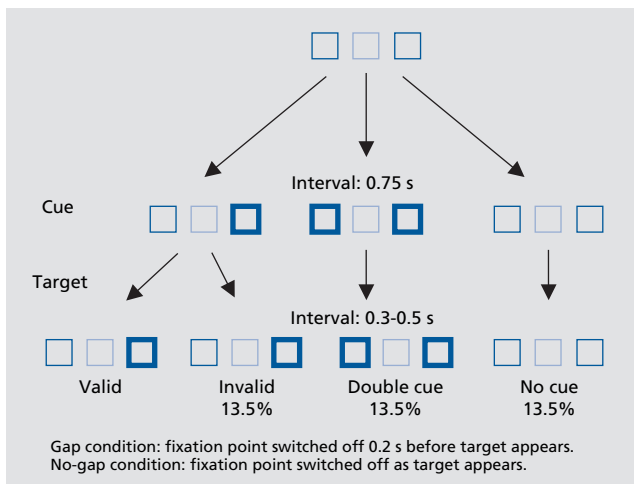 Interval: 0.75 s
Cue
Target
Interval: 0.3-0.5 s
Valid Invalid Double cue No cue
13.5% 13.5% 13.5%
Gap condition: fixation point switched off 0.2 s before target appears.
No-gap condition: fixation point switched off as target appears.